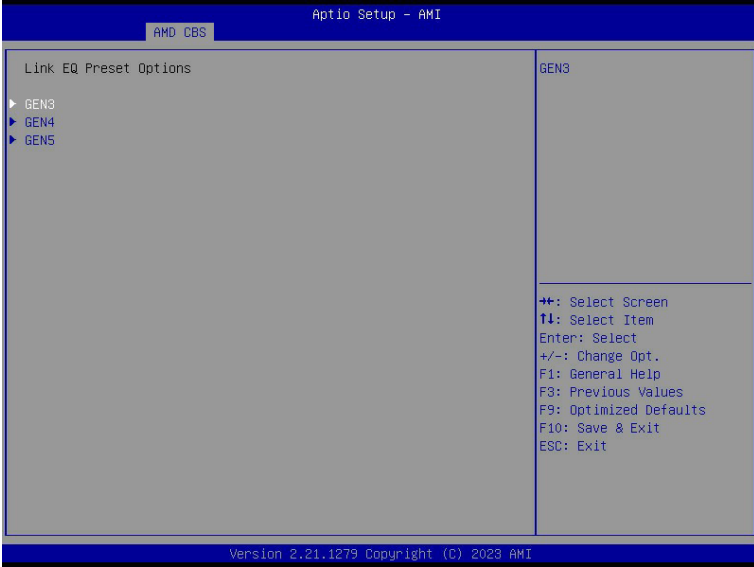 Aptio Setup - AMI
AMD CBS
Link EQ Preset Options
GEN3
GEN4
GEN5
GEN3
→←: Select Screen
↑↓: Select Item
Enter: Select
+/-: Change Opt.
F1: General Help
F3: Previous Values
F9: Optimized Defaults
F10: Save & Exit
ESC: Exit
Version 2.21.1279 Copyright (C) 2023 AMI